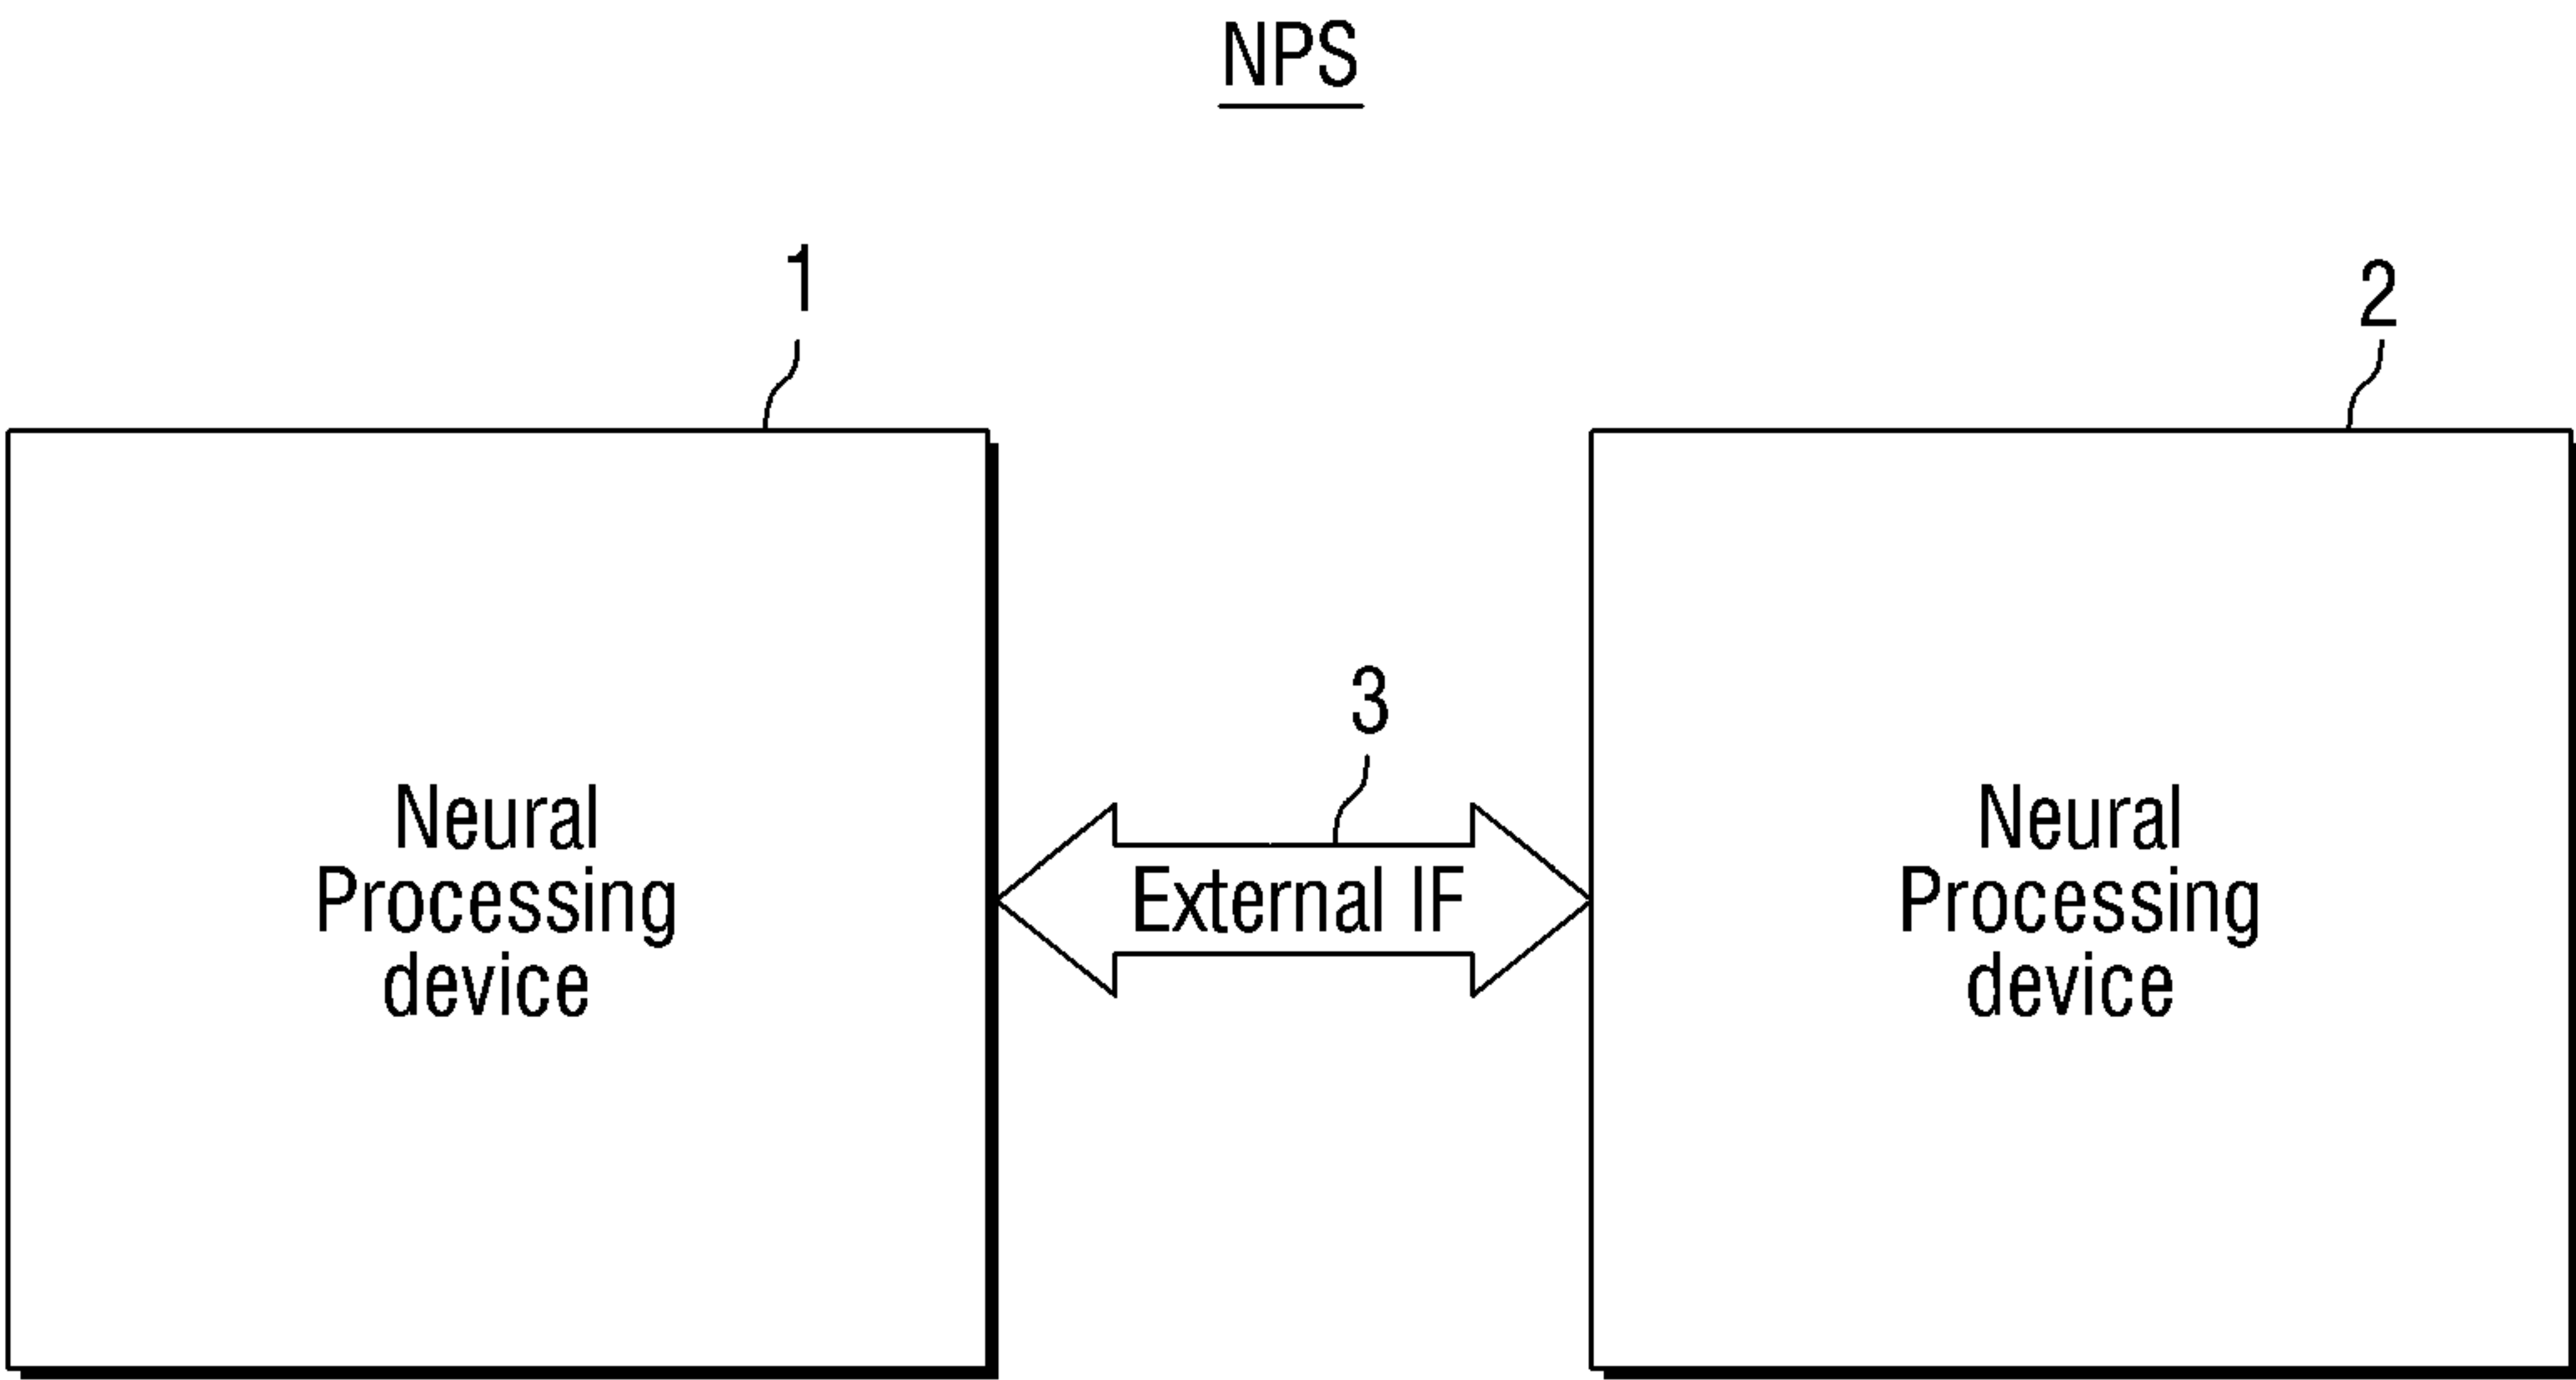 NPS
1
2
3
Neural
Processing
device
External IF
Neural
Processing
device